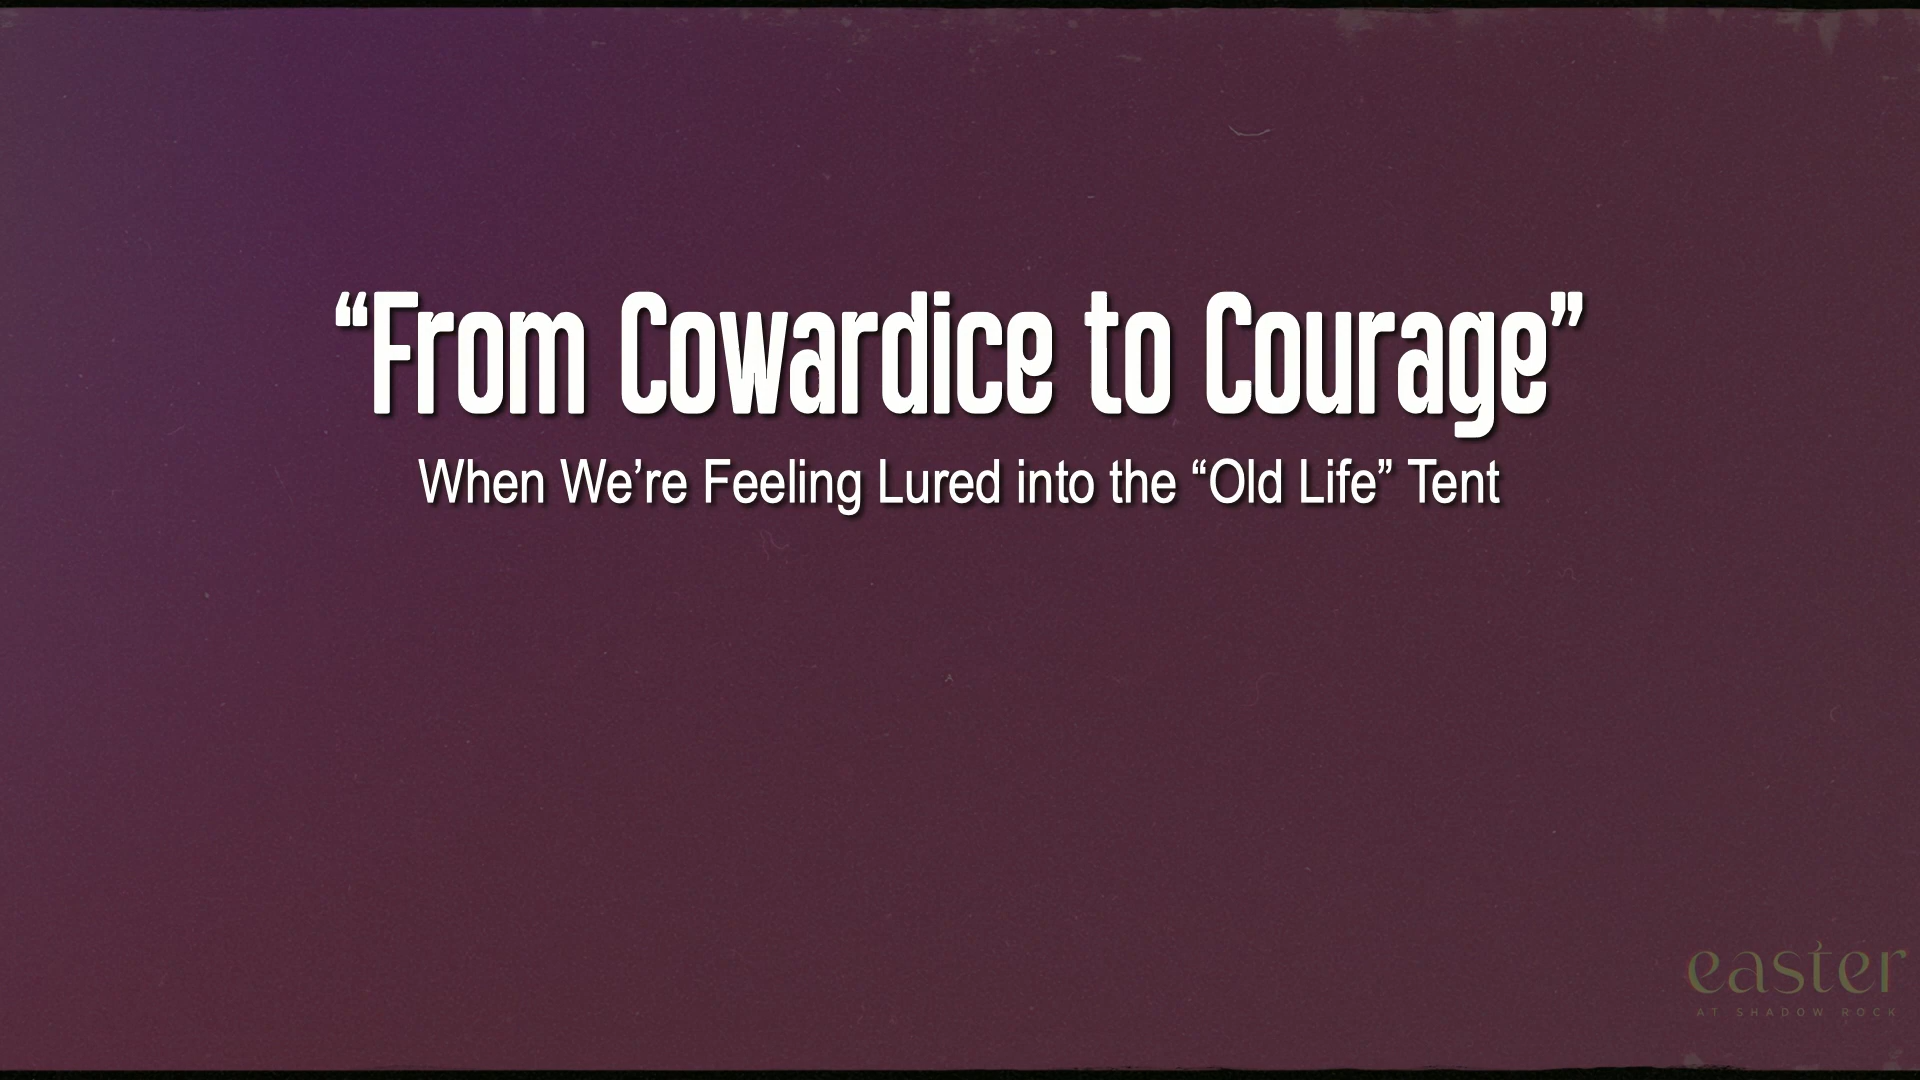 “From Cowardice to Courage”
When We’re Feeling Lured into the “Old Life” Tent
easter
AT SHADOW ROCK